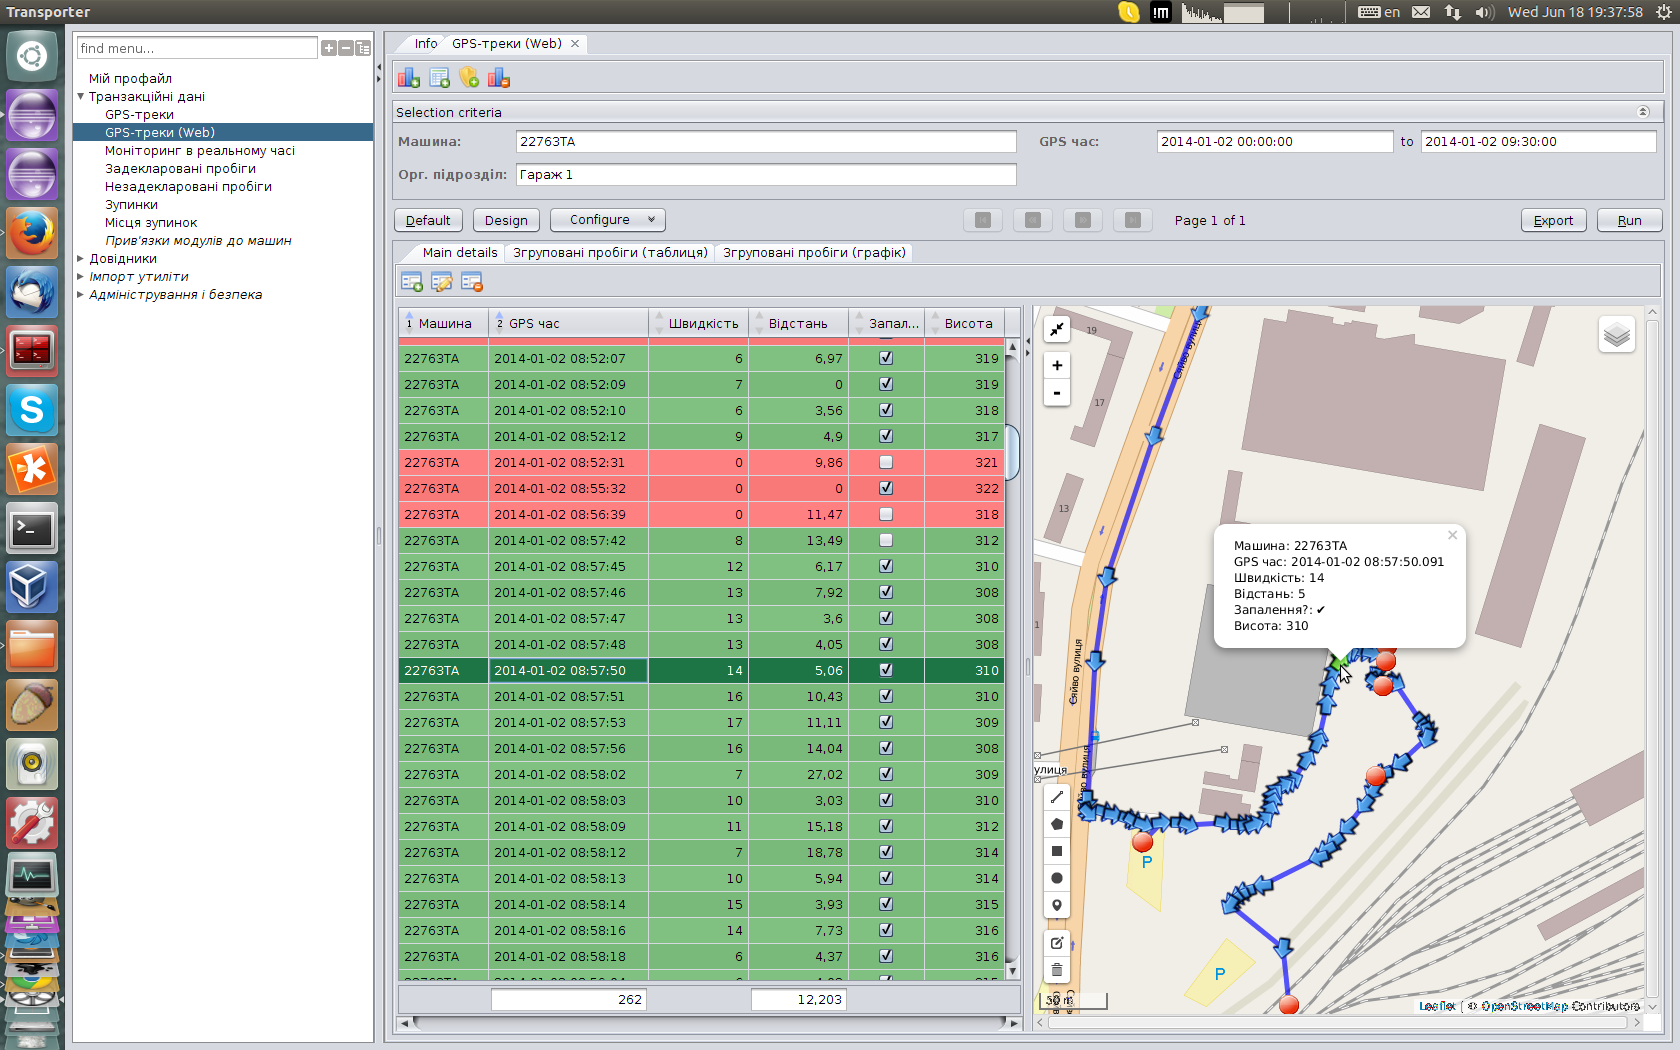 Transporter
en
Wed Jun 18 19:37:58
find menu...
Мій профайл
Транзакційні дані
GPS-треки
GPS-треки (Web)
Моніторинг в реальному часі
Задекларовані пробіги
Незадекларовані пробіги
Зупинки
Місця зупинок
Прив'язки модулів до машин
Довідники
Імпорт утиліти
Адміністрування і безпека
Info GPS-треки (Web)
Selection criteria
Машина: 22763TA GPS час: 2014-01-02 00:00:00 to 2014-01-02 09:30:00
Орг. підрозділ: Гараж 1
Default Design Configure Page 1 of 1 Export Run
Main details Згруповані пробіги (таблиця) Згруповані пробіги (графік)
1 Машина 2 GPS час Швидкість Відстань Запал... Висота
22763TA 2014-01-02 08:52:07 6 6,97 319
22763TA 2014-01-02 08:52:09 7 0 319
22763TA 2014-01-02 08:52:10 6 3,56 318
22763TA 2014-01-02 08:52:12 9 4,9 317
22763TA 2014-01-02 08:52:31 0 9,86 321
22763TA 2014-01-02 08:55:32 0 0 322
22763TA 2014-01-02 08:56:39 0 11,47 318
22763TA 2014-01-02 08:57:42 8 13,49 312
22763TA 2014-01-02 08:57:45 12 6,17 310
22763TA 2014-01-02 08:57:46 13 7,92 308
22763TA 2014-01-02 08:57:47 13 3,6 308
22763TA 2014-01-02 08:57:48 13 4,05 308
22763TA 2014-01-02 08:57:50 14 5,06 310
22763TA 2014-01-02 08:57:51 16 10,43 310
22763TA 2014-01-02 08:57:53 17 11,11 309
22763TA 2014-01-02 08:57:56 16 14,04 308
22763TA 2014-01-02 08:58:02 7 27,02 309
22763TA 2014-01-02 08:58:03 10 3,03 310
22763TA 2014-01-02 08:58:09 11 15,18 312
22763TA 2014-01-02 08:58:12 7 18,78 314
22763TA 2014-01-02 08:58:13 10 5,94 314
22763TA 2014-01-02 08:58:14 15 3,93 315
22763TA 2014-01-02 08:58:16 14 7,73 316
22763TA 2014-01-02 08:58:18 6 4,37 316
262 12,203
19
17
13
1
Сяйво вулиця
Сяйво вулиця
Сяйво вулиця
улиця
+
-
Машина: 22763TA
GPS час: 2014-01-02 08:57:50.091
Швидкість: 14
Відстань: 5
Запалення?: ✔
Висота: 310
P
P
50 m
Leaflet | © OpenStreetMap Contributors